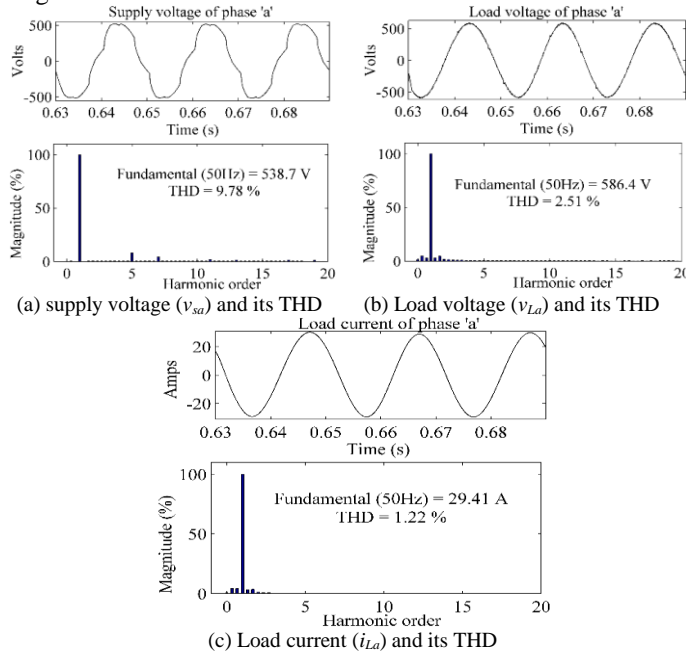 Supply voltage of phase 'a'
Volts
500
0
-500
0.63 0.64 0.65 0.66 0.67 0.68
Time (s)
Magnitude (%)
100
50
0
Fundamental (50Hz) = 538.7 V
THD = 9.78 %
0 5 10 15 20
Harmonic order
(a) supply voltage (vsa) and its THD
Load voltage of phase 'a'
Volts
500
0
-500
0.63 0.64 0.65 0.66 0.67 0.68
Time (s)
Magnitude (%)
100
50
0
Fundamental (50Hz) = 586.4 V
THD = 2.51 %
0 5 10 15 20
Harmonic order
(b) Load voltage (vLa) and its THD
Load current of phase 'a'
Amps
20
0
-20
0.63 0.64 0.65 0.66 0.67 0.68
Time (s)
Magnitude (%)
100
50
0
Fundamental (50Hz) = 29.41 A
THD = 1.22 %
0 5 10 15 20
Harmonic order
(c) Load current (iLa) and its THD